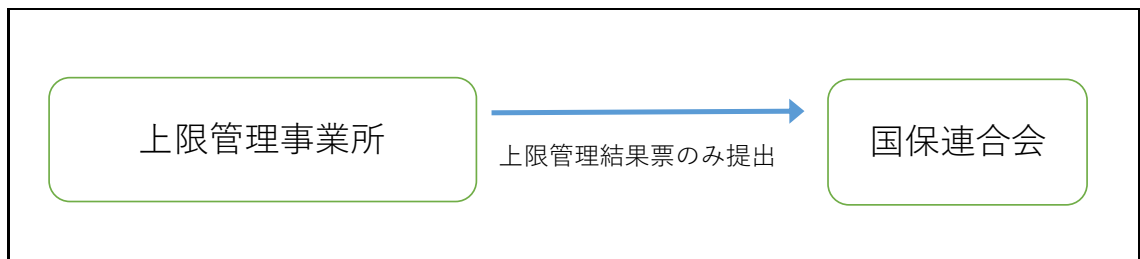 上限管理事業所
上限管理結果票のみ提出
国保連合会